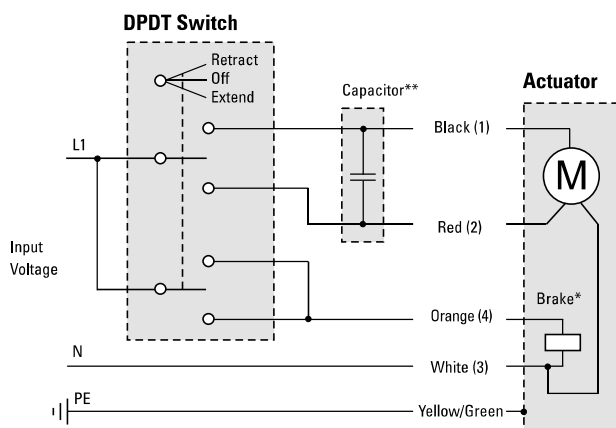 DPDT Switch
Retract
Off
Extend
Capacitor**
Actuator
L1
Black (1)
M
Red (2)
Input
Voltage
Brake*
Orange (4)
N
White (3)
PE
Yellow/Green